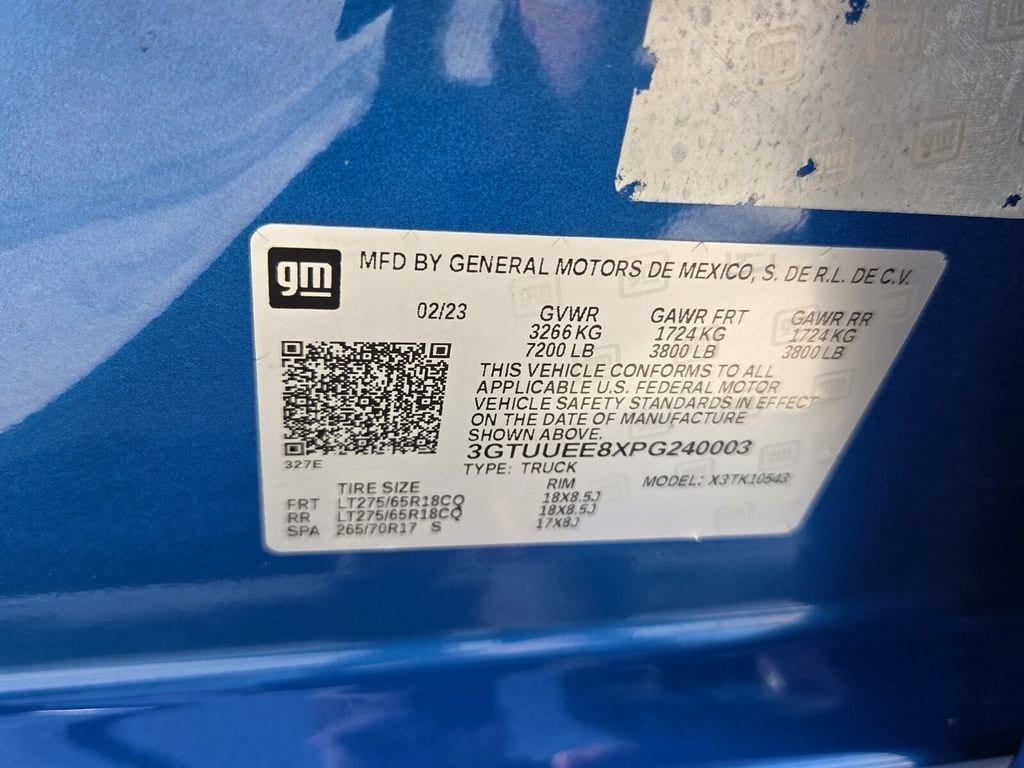 gm
MFD BY GENERAL MOTORS DE MEXICO, S. DE R.L. DE C.V.
02/23 GVWR GAWR FRT GAWR RR
3266 KG 1724 KG 1724 KG
7200 LB 3800 LB 3800 LB
THIS VEHICLE CONFORMS TO ALL
APPLICABLE U.S. FEDERAL MOTOR
VEHICLE SAFETY STANDARDS IN EFFECT
ON THE DATE OF MANUFACTURE
SHOWN ABOVE.
3GTUUEE8XPG240003
327E
TYPE: TRUCK
TIRE SIZE RIM MODEL: X3TK10543
FRT LT275/65R18CQ 18X8.5J
RR LT275/65R18CQ 18X8.5J
SPA 265/70R17 S 17X8J